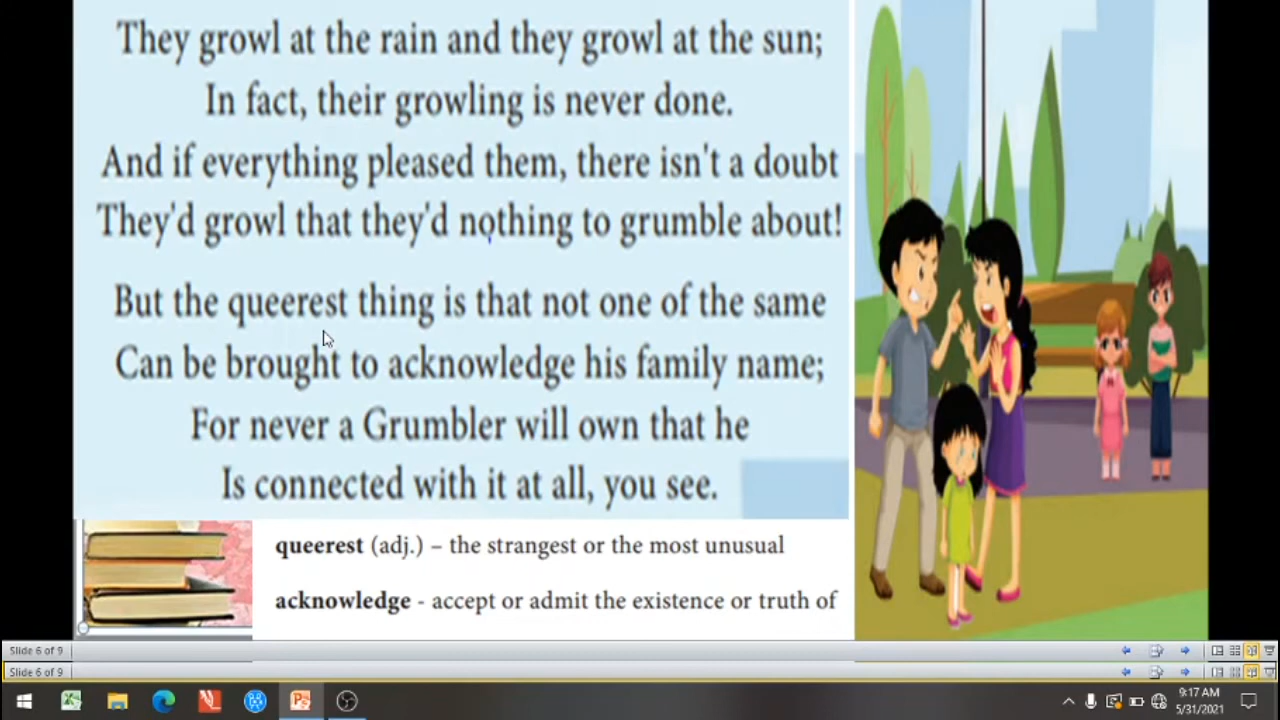 They growl at the rain and they growl at the sun;
In fact, their growling is never done.
And if everything pleased them, there isn't a doubt
They'd growl that they'd nothing to grumble about!
But the queerest thing is that not one of the same
Can be brought to acknowledge his family name;
For never a Grumbler will own that he
Is connected with it at all, you see.
queerest (adj.) – the strangest or the most unusual
acknowledge - accept or admit the existence or truth of
Slide 6 of 9
Slide 6 of 9
9:17 AM
5/31/2021